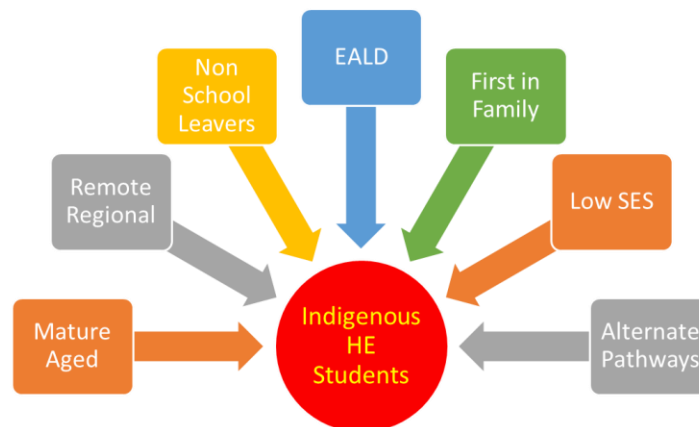 EALD
Non
School
Leavers
First in
Family
Remote
Regional
Low SES
Mature
Aged
Indigenous
HE
Students
Alternate
Pathways